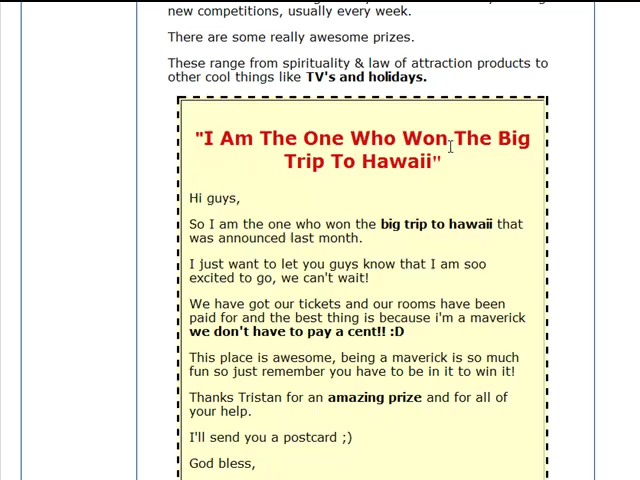 new competitions, usually every week.
There are some really awesome prizes.
These range from spirituality & law of attraction products to
other cool things like TV's and holidays.
"I Am The One Who Won The Big
Trip To Hawaii"
Hi guys,
So I am the one who won the big trip to hawaii that
was announced last month.
I just want to let you guys know that I am soo
excited to go, we can't wait!
We have got our tickets and our rooms have been
paid for and the best thing is because i'm a maverick
we don't have to pay a cent!! :D
This place is awesome, being a maverick is so much
fun so just remember you have to be in it to win it!
Thanks Tristan for an amazing prize and for all of
your help.
I'll send you a postcard ;)
God bless,